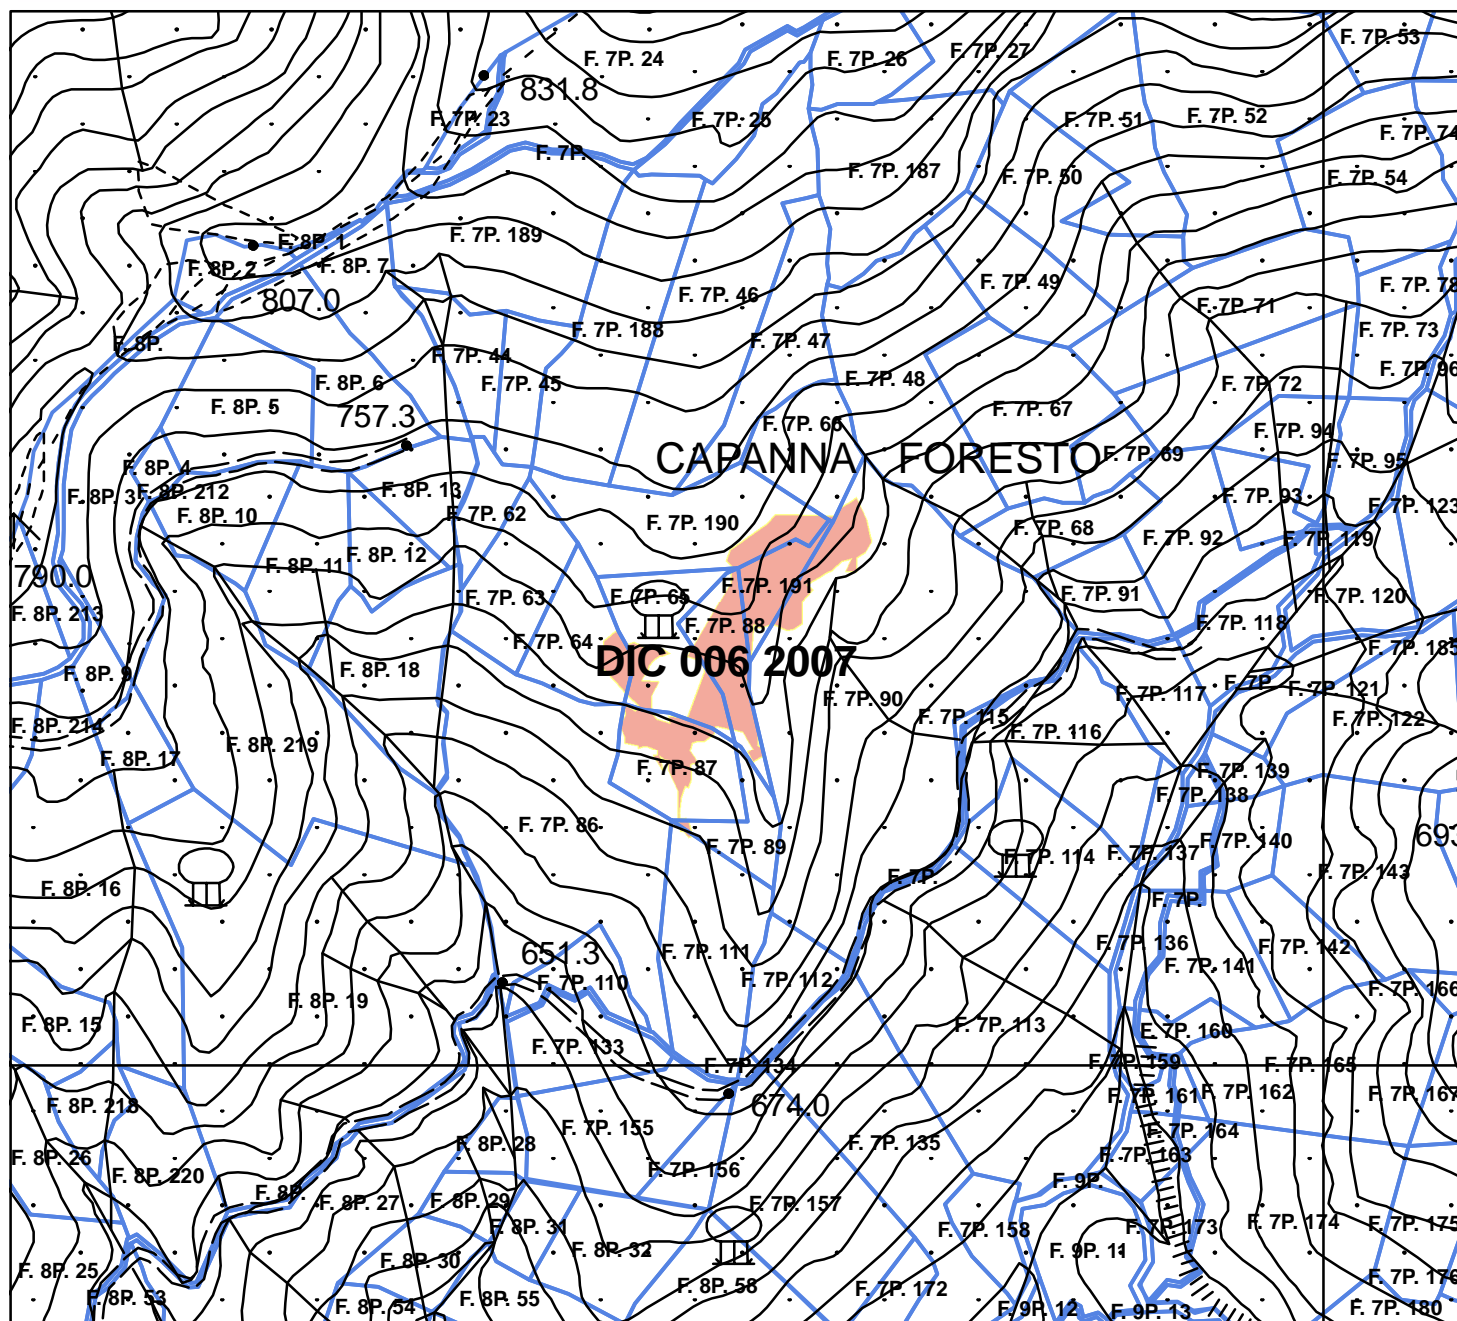 F. 7P. 53
F. 7P. 27
F. 7P. 24
F. 7P. 26
831.8
F. 7P. 52
F. 7P. 23
F. 7P. 25
F. 7P. 51
F. 7P. 74
F. 7P.
F. 7P. 187
F. 7P. 50
F. 7P. 54
F. 7P. 189
F. 8P. 1
F. 8P. 2
F. 8P. 7
F. 7P. 49
F. 7P. 78
807.0
F. 7P. 46
F. 7P. 71
F. 7P. 188
F. 7P. 73
F. 8P.
F. 7P. 47
F. 7P. 44
F. 7P. 96
F. 8P. 6
F. 7P. 45
F. 7P. 48
F. 7P. 72
F. 8P. 5
757.3
F. 7P. 67
F. 7P. 66
F. 7P. 94
CAPANNA FORESTO
F. 7P. 69
F. 8P. 4
F. 7P. 95
F. 8P. 3
F. 8P. 212
F. 8P. 13
F. 7P. 93
F. 7P. 123
F. 8P. 10
F. 7P. 62
F. 7P. 190
F. 7P. 68
F. 7P. 92
F. 7P. 119
F. 8P. 12
F. 8P. 11
790.0
F. 7P. 191
F. 7P. 91
F. 7P. 63
F. 7P. 65
F. 7P. 120
F. 8P. 213
F. 7P. 88
F. 7P. 118
F. 7P. 64
F. 7P. 185
DIC 006 2007
F. 8P. 9
F. 8P. 18
F. 7P.
F. 7P. 121
F. 7P. 90
F. 7P. 117
F. 8P. 214
F. 7P. 115
F. 7P. 122
F. 7P. 116
F. 8P. 219
F. 8P. 17
F. 7P. 87
F. 7P. 139
F. 7P. 138
F. 7P. 86
693
F. 7P. 89
F. 7P. 140
F. 7P. 114
F. 7P. 137
F. 7P. 143
F. 7P.
F. 8P. 16
F. 7P.
F. 7P. 136
F. 7P. 142
651.3
F. 7P. 111
F. 7P. 141
F. 7P. 110
F. 7P. 112
F. 7P. 166
F. 8P. 19
F. 8P. 15
F. 7P. 113
F. 7P. 160
F. 7P. 133
F. 7P. 159
F. 7P. 134
F. 7P. 165
F. 7P. 161
F. 7P. 162
F. 7P. 167
F. 8P. 218
674.0
F. 7P. 155
F. 7P. 164
F. 8P. 28
F. 7P. 135
F. 8P. 26
F. 7P. 163
F. 7P. 156
F. 8P. 220
F. 9P.
F. 8P.
F. 8P. 27
F. 8P. 29
F. 7P. 157
F. 7P. 174
F. 7P. 175
F. 8P. 31
F. 7P. 158
F. 7P. 173
F. 8P. 32
F. 9P. 11
F. 8P. 30
F. 8P. 25
F. 7P. 176
F. 8P. 58
F. 7P. 172
F. 8P. 53
F. 8P. 54
F. 8P. 55
F. 9P. 12
F. 9P. 13
F. 7P. 180